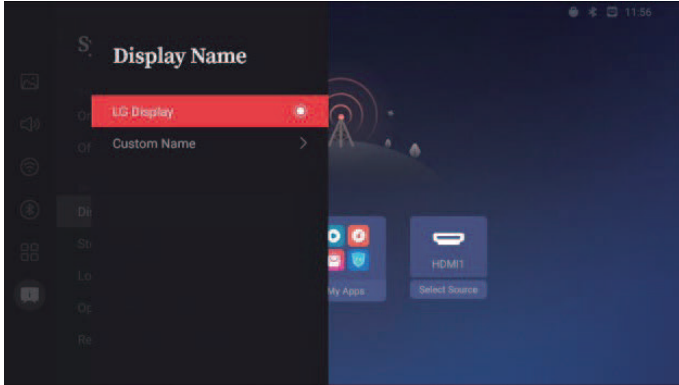 11:56
Display Name
LG Display
Custom Name
HDMI1
My Apps
Select Source